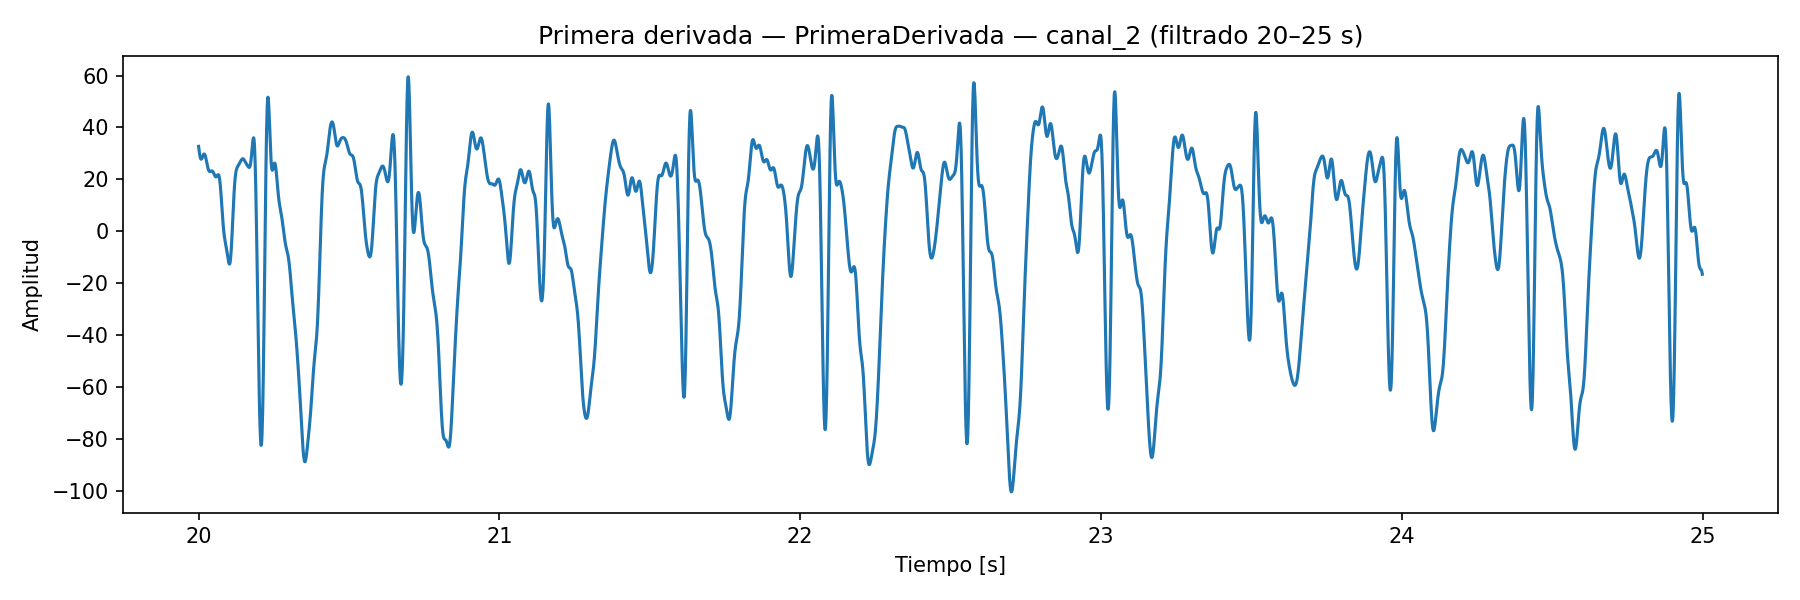 Primera derivada — PrimeraDerivada — canal_2 (filtrado 20–25 s)
Amplitud
60
40
20
0
−20
−40
−60
−80
−100
20 21 22 23 24 25
Tiempo [s]